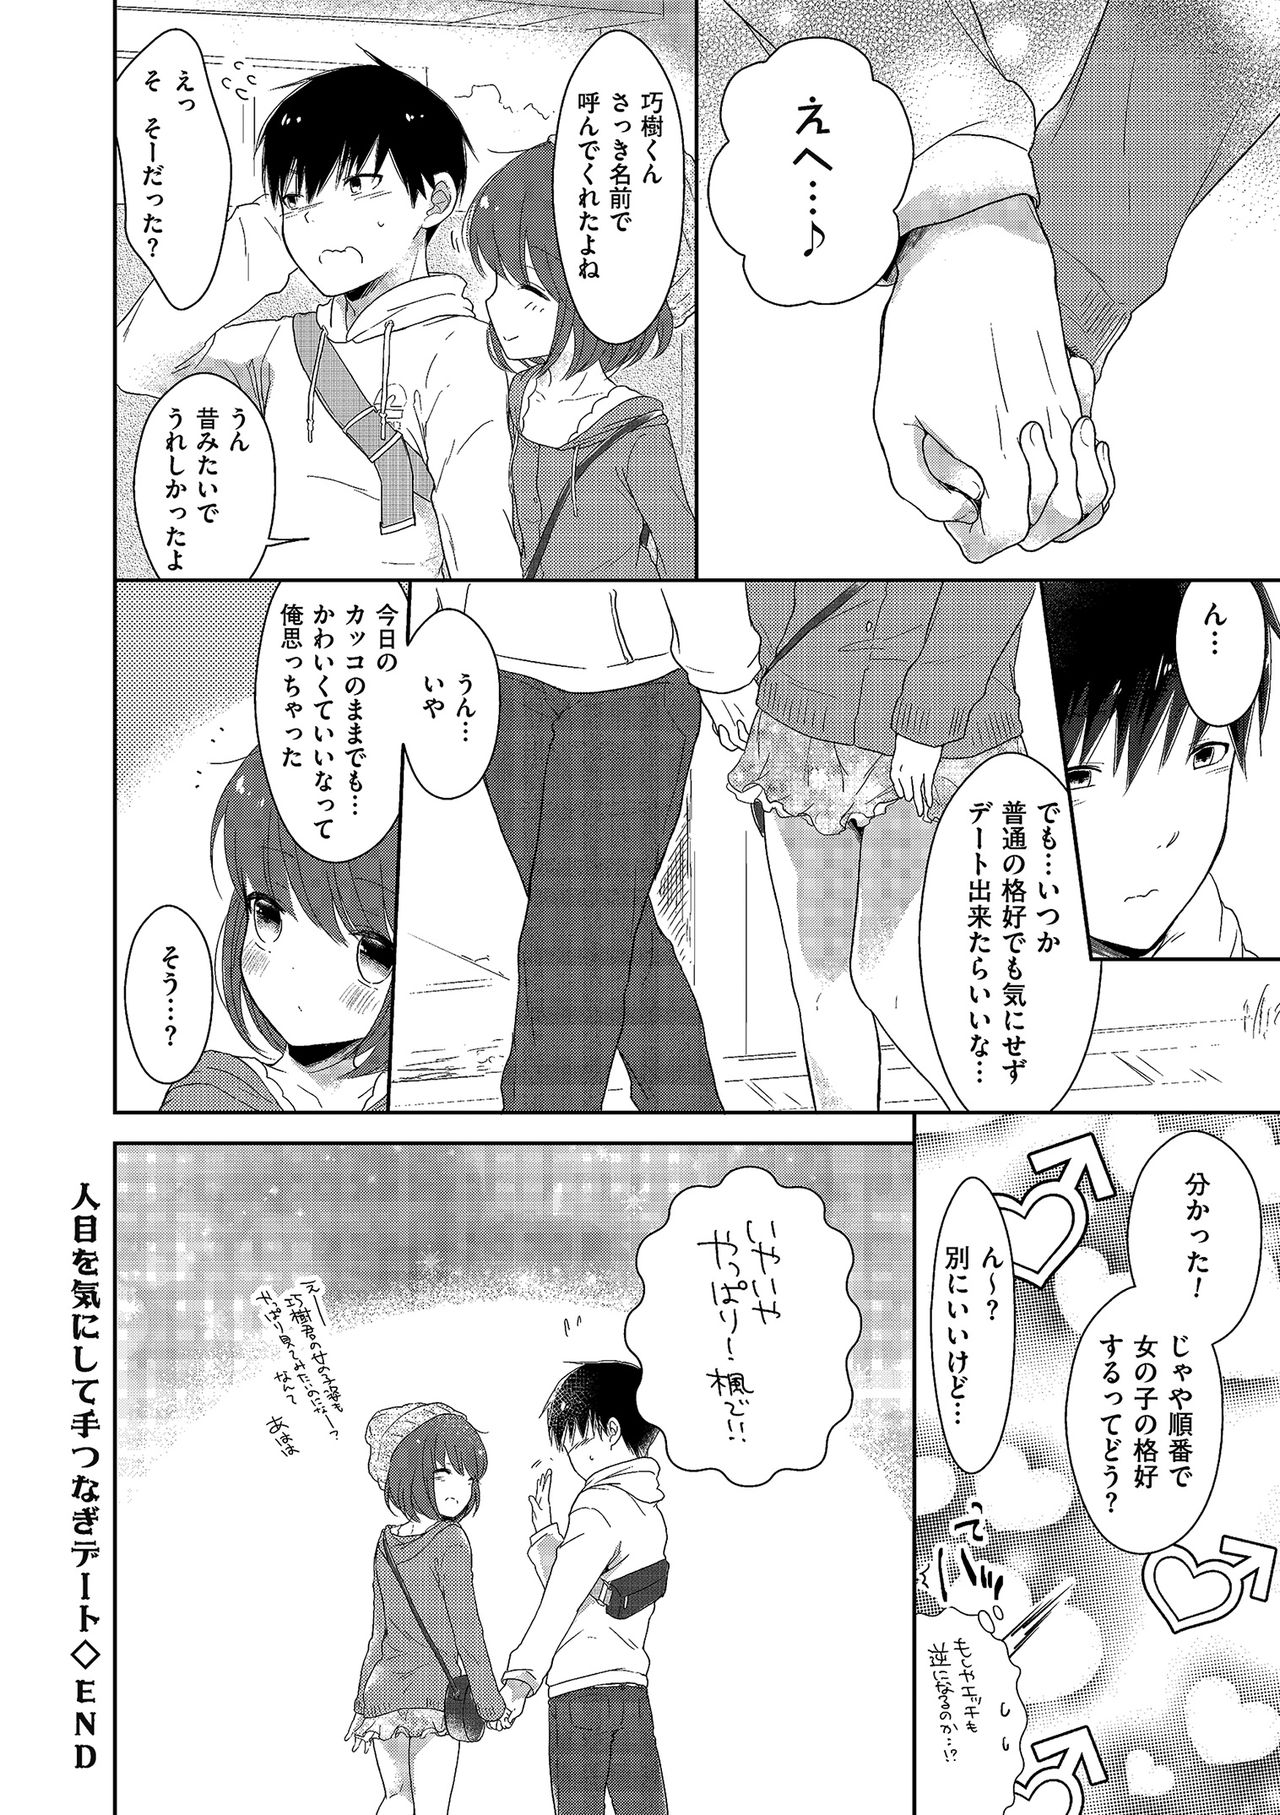 えへ…♪
巧樹くん
さっき名前で
呼んでくれたよね
えっ
そ そーだった?
うん
昔みたいで
うれしかったよ
ん…
でも…いつか
普通の格好でも気にせず
デート出来たらいいな…
うん…
いや
今日の
カッコのままでも…
かわいくていいなって
俺思っちゃった
そう…?
分かった!
じゃや順番で
女の子の格好
するってどう?
ん〜?
別にいいけど…
って
ハッ
もしやエッチも
逆になるのか…!?
いやいや
やっぱり!楓で!!
えー
巧樹君の女の子姿も
やっぱり見てみたいのになーっ
なんて
あはは
人目を気にして手つなぎデート◇END